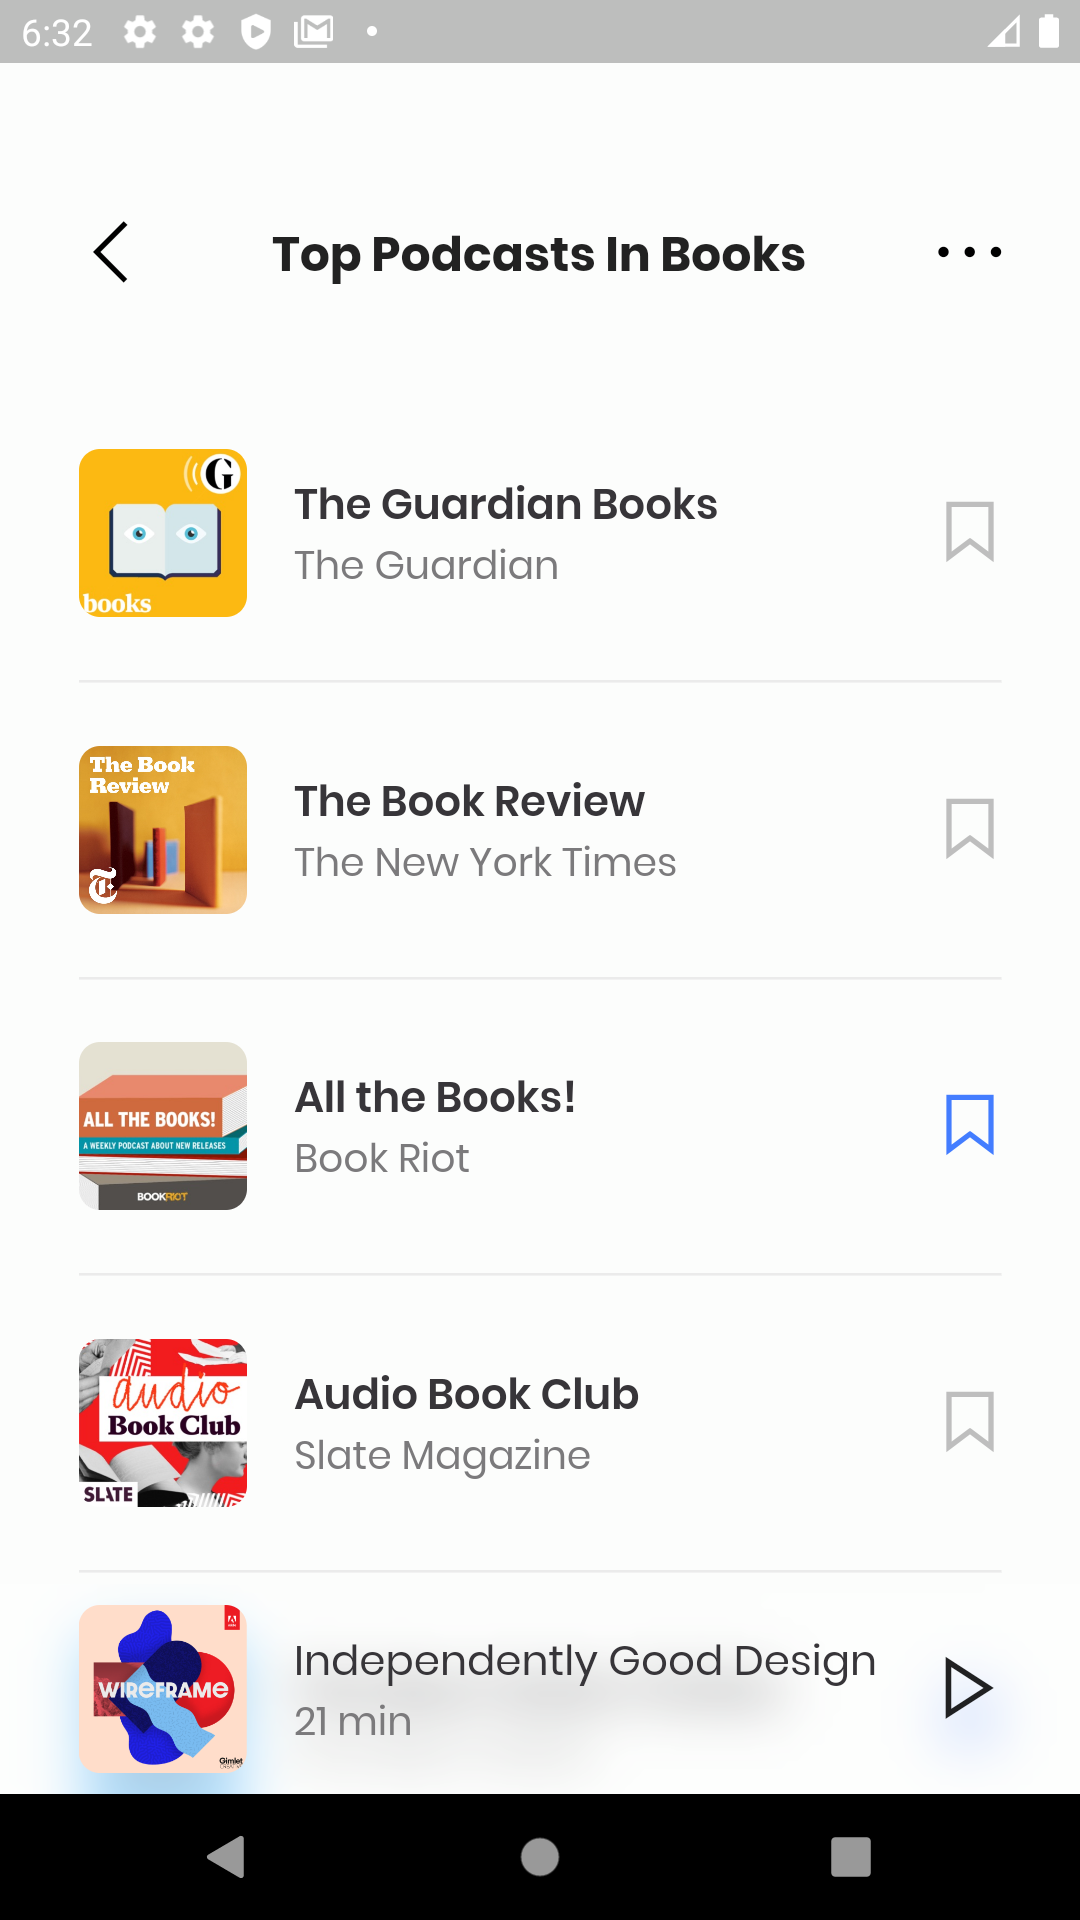 6:32
Top Podcasts In Books
G
books
The Guardian Books
The Guardian
The Book
Review
T
The Book Review
The New York Times
ALL THE BOOKS!
A WEEKLY PODCAST ABOUT NEW RELEASES
BOOKRIOT
All the Books!
Book Riot
audio
Book Club
SLATE
Audio Book Club
Slate Magazine
WIREFRAME
Gimlet
Independently Good Design
21 min